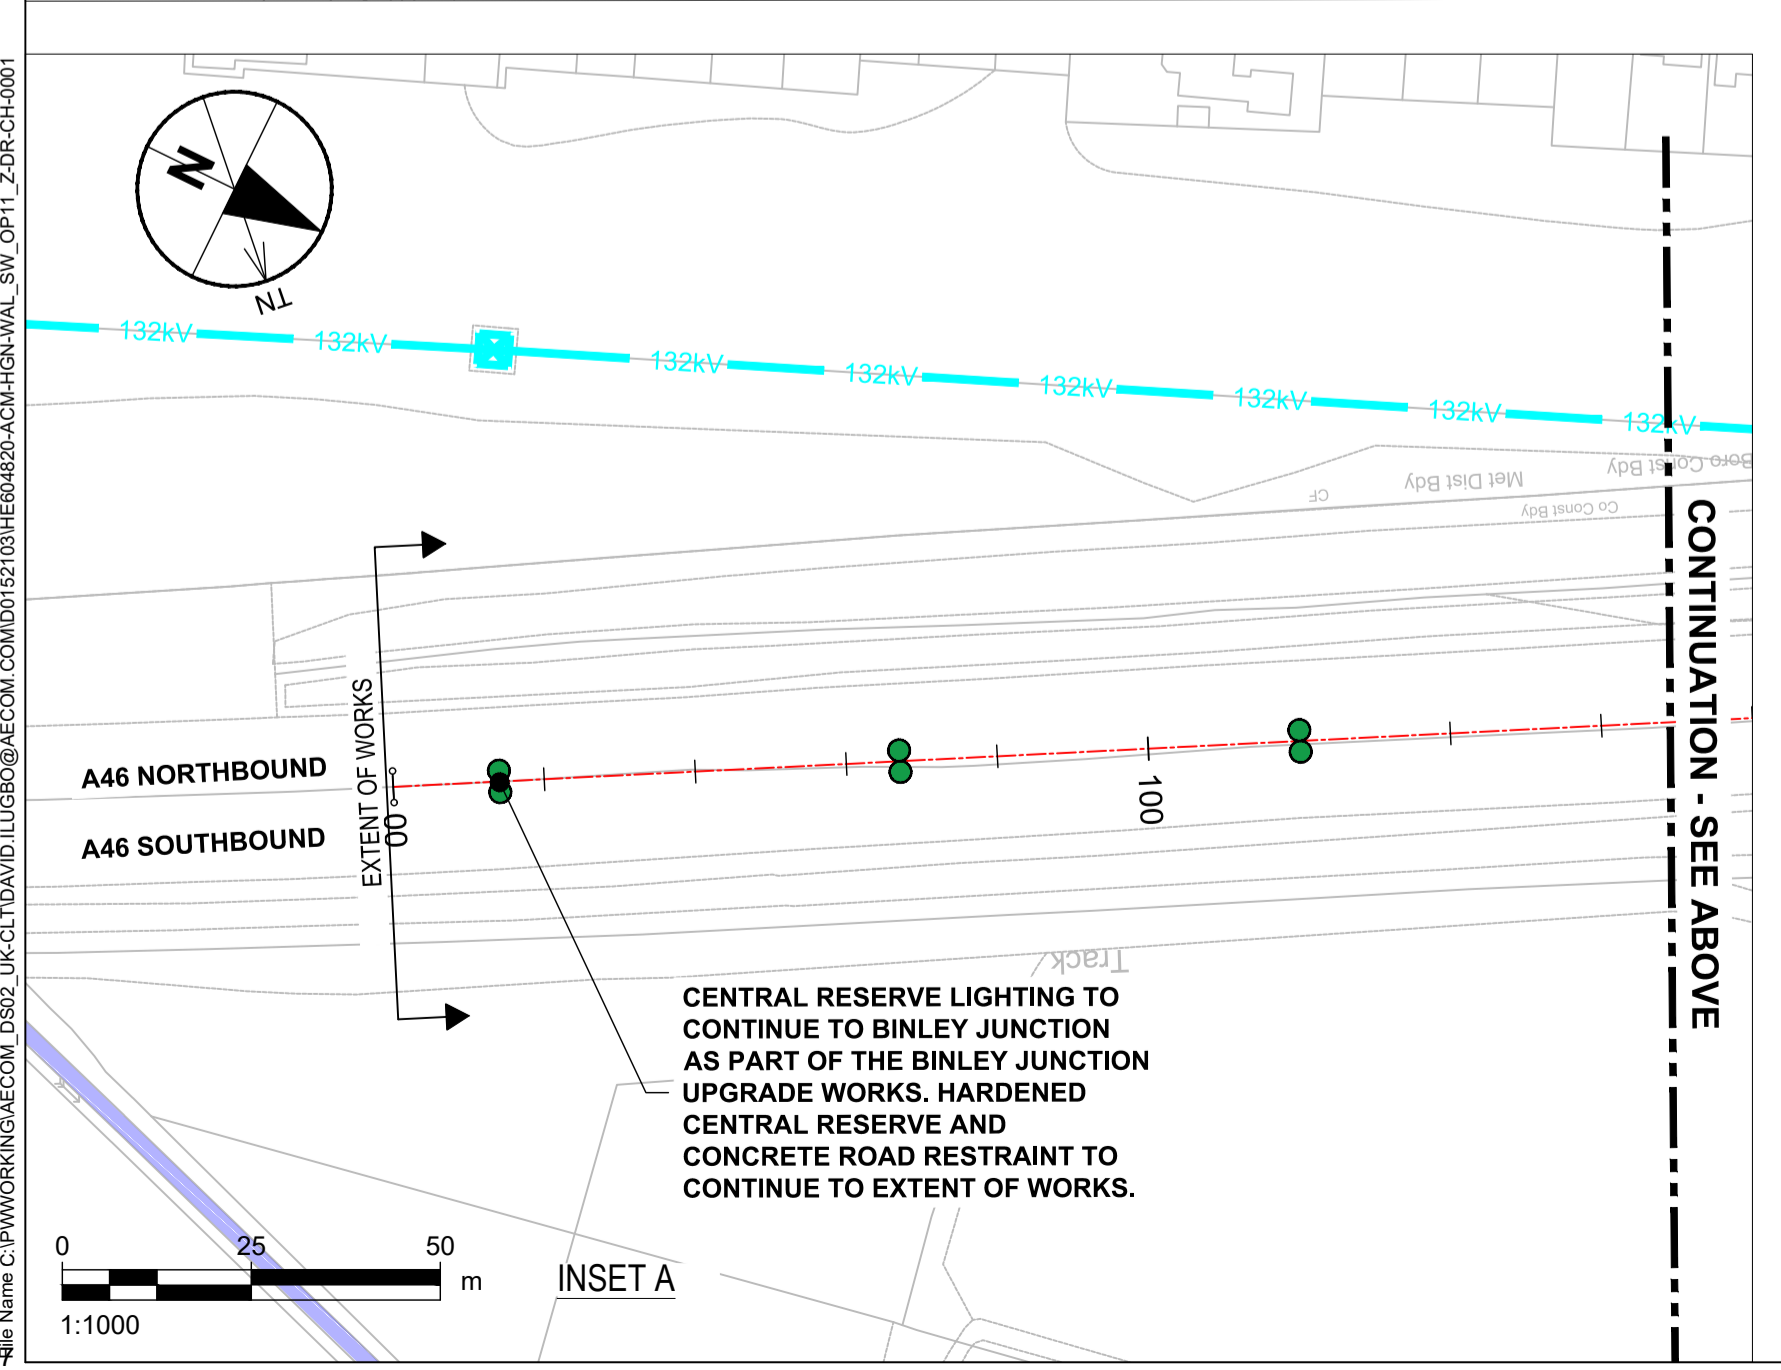 File Name C:\PWWORKING\AECOM_DS02_UK-CLT\DAVID.ILUGBO@AECOM.COM\D0152103\HE604820-ACM-HGN-WAL_SW_OP11_Z-DR-CH-0001
N
TN
132kV 132kV 132kV 132kV 132kV 132kV 132kV 132kV
Boro Const Bdy
Met Dist Bdy
CF
Co Const Bdy
CONTINUATION - SEE ABOVE
EXTENT OF WORKS
A46 NORTHBOUND
A46 SOUTHBOUND
00
100
Track
CENTRAL RESERVE LIGHTING TO
CONTINUE TO BINLEY JUNCTION
AS PART OF THE BINLEY JUNCTION
UPGRADE WORKS. HARDENED
CENTRAL RESERVE AND
CONCRETE ROAD RESTRAINT TO
CONTINUE TO EXTENT OF WORKS.
0 25 50
m
1:1000
INSET A